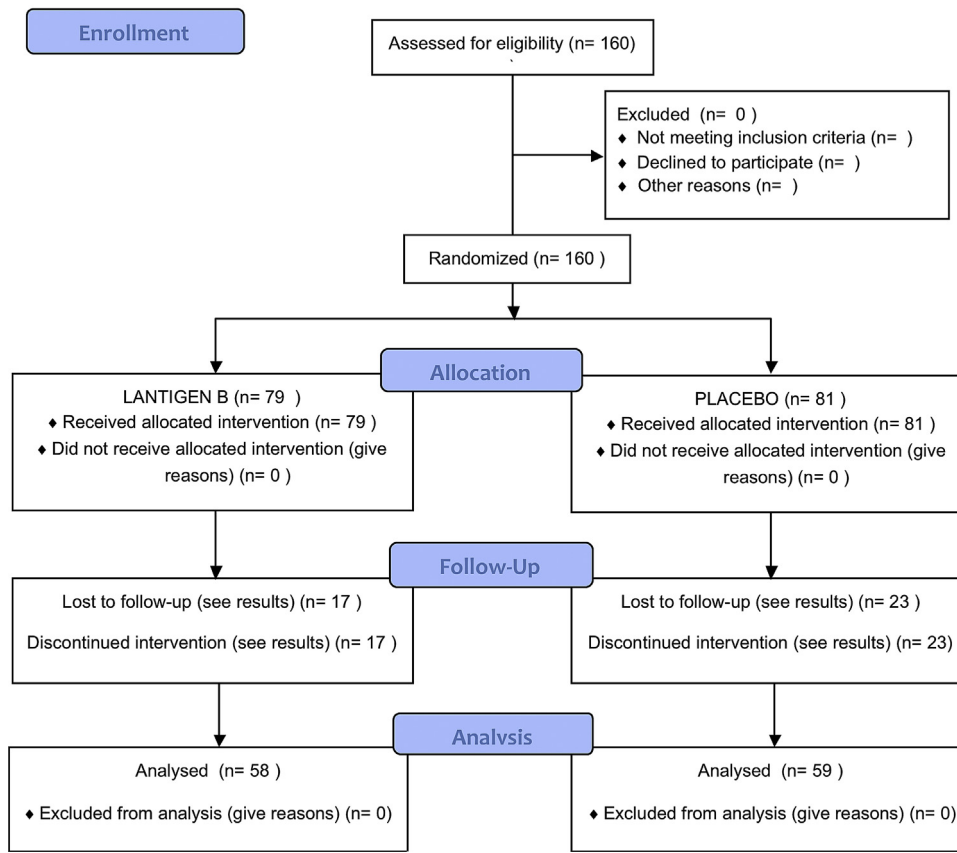 Enrollment
Assessed for eligibility (n= 160)
Excluded (n= 0 )
♦ Not meeting inclusion criteria (n= )
♦ Declined to participate (n= )
♦ Other reasons (n= )
Randomized (n= 160 )
Allocation
LANTIGEN B (n= 79 )
♦ Received allocated intervention (n= 79 )
♦ Did not receive allocated intervention (give
reasons) (n= 0 )
PLACEBO (n= 81 )
♦ Received allocated intervention (n= 81 )
♦ Did not receive allocated intervention (give
reasons) (n= 0 )
Follow-Up
Lost to follow-up (see results) (n= 17 )
Discontinued intervention (see results) (n= 17 )
Lost to follow-up (see results) (n= 23 )
Discontinued intervention (see results) (n= 23)
Analysis
Analysed (n= 58 )
♦ Excluded from analysis (give reasons) (n= 0)
Analysed (n= 59 )
♦ Excluded from analysis (give reasons) (n= 0)